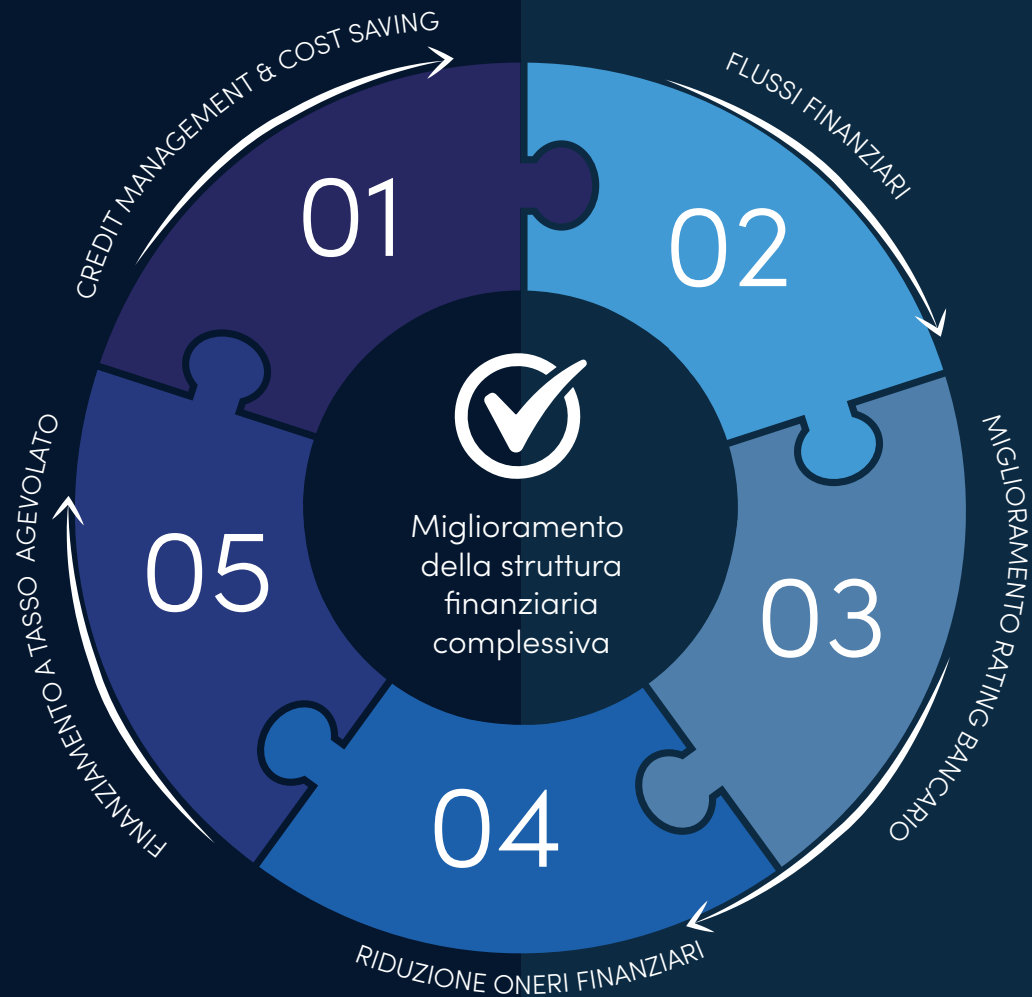 CREDIT MANAGEMENT & COST SAVING
01
FLUSSI FINANZIARI
02
MIGLIORAMENTO RATING BANCARIO
03
RIDUZIONE ONERI FINANZIARI
04
FINANZIAMENTO A TASSO AGEVOLATO
05
Miglioramento
della struttura
finanziaria
complessiva